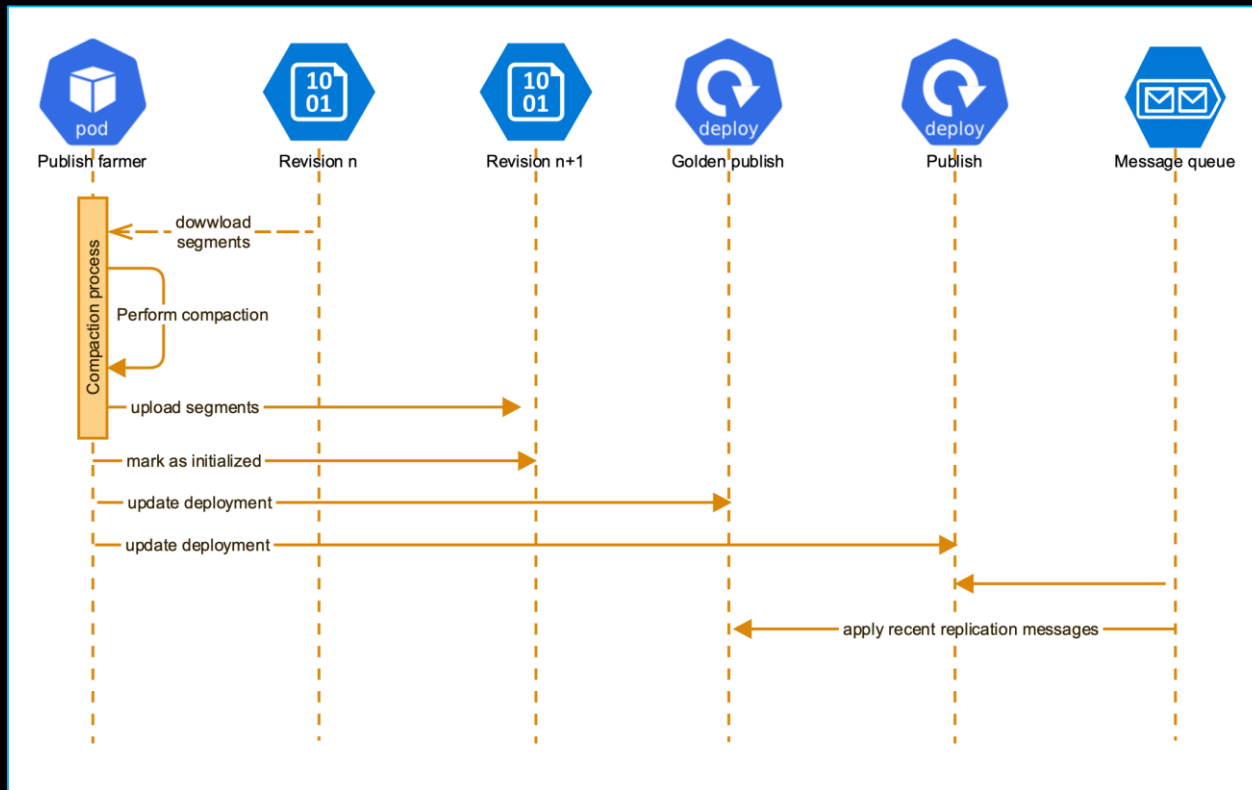 10
01
10
01
pod
deploy
deploy
Publish farmer
Revision n
Revision n+1
Golden publish
Publish
Message queue
dowwload
segments
Compaction process
Perform compaction
upload segments
mark as initialized
update deployment
update deployment
apply recent replication messages